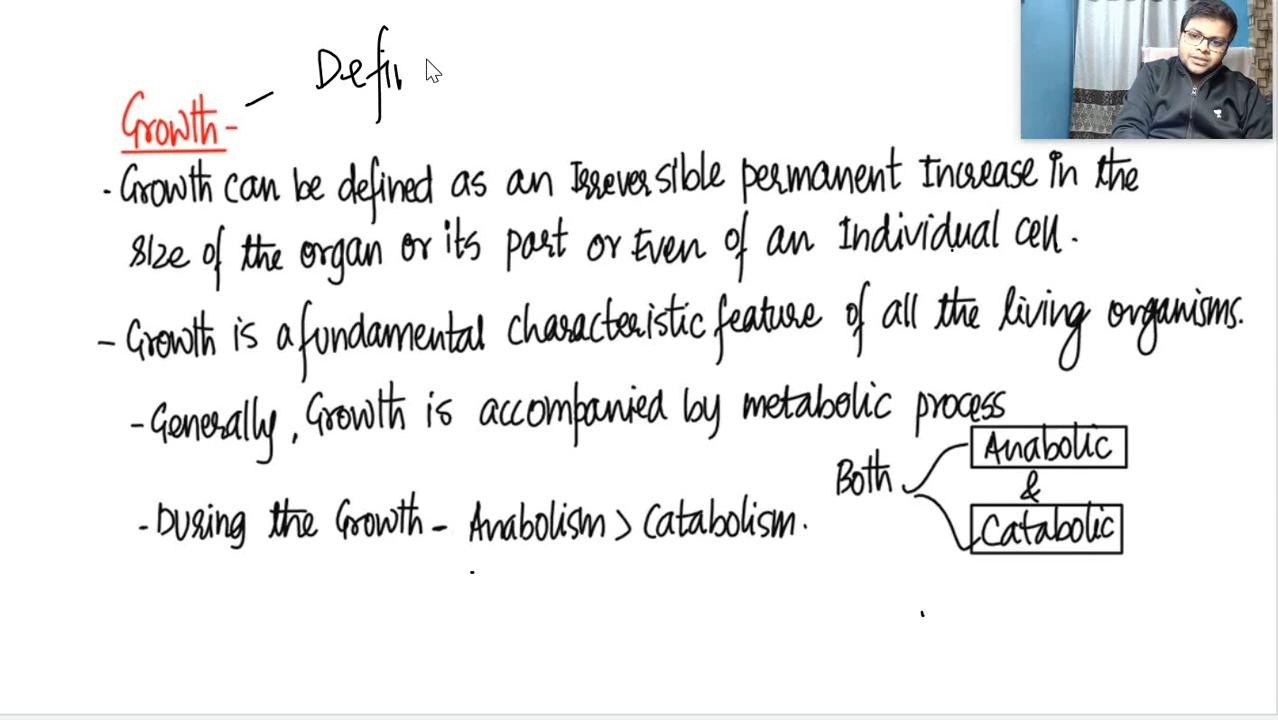 Defin
Growth-
- Growth can be defined as an Irreversible permanent Increase in the
size of the organ or its part or Even of an Individual cell.
- Growth is a fundamental characteristic feature of all the living organisms.
- Generally, Growth is accompanied by metabolic process
Both Anabolic
&
Catabolic
- During the Growth - Anabolism > Catabolism.